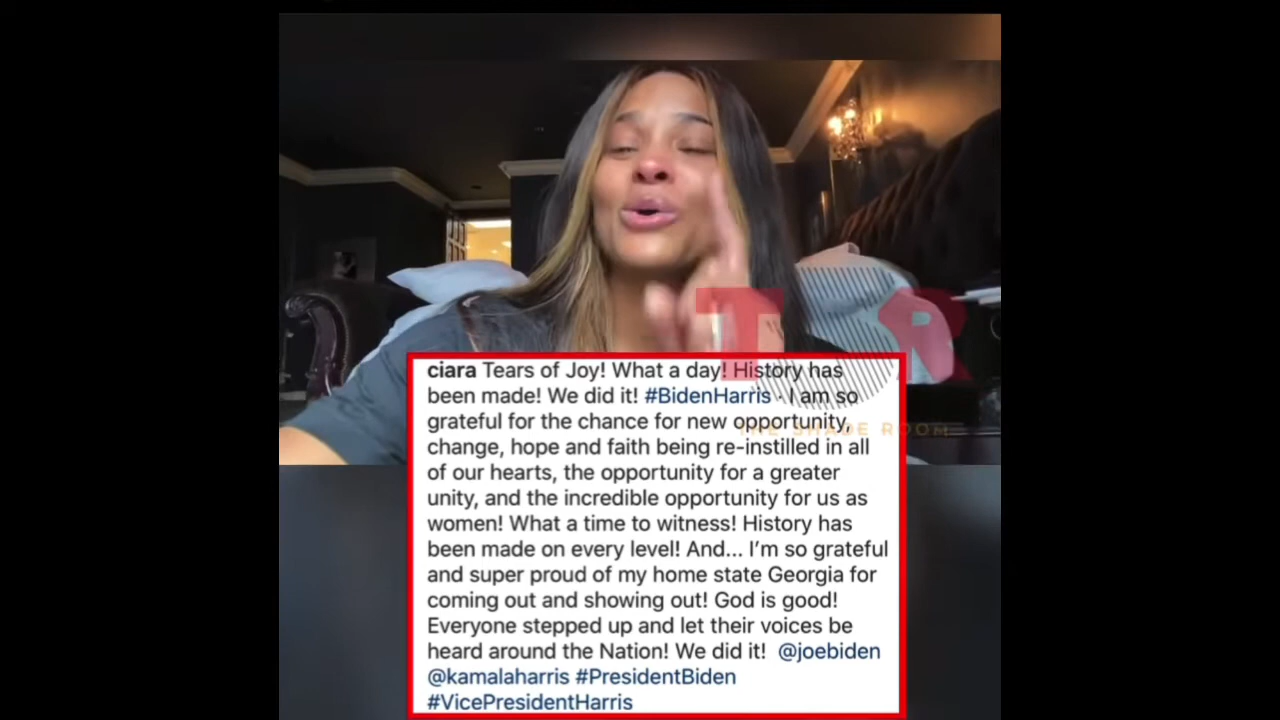 TSR
THE SHADE ROOM
ciara Tears of Joy! What a day! History has
been made! We did it! #BidenHarris · I am so
grateful for the chance for new opportunity,
change, hope and faith being re-instilled in all
of our hearts, the opportunity for a greater
unity, and the incredible opportunity for us as
women! What a time to witness! History has
been made on every level! And... I’m so grateful
and super proud of my home state Georgia for
coming out and showing out! God is good!
Everyone stepped up and let their voices be
heard around the Nation! We did it! @joebiden
@kamalaharris #PresidentBiden
#VicePresidentHarris